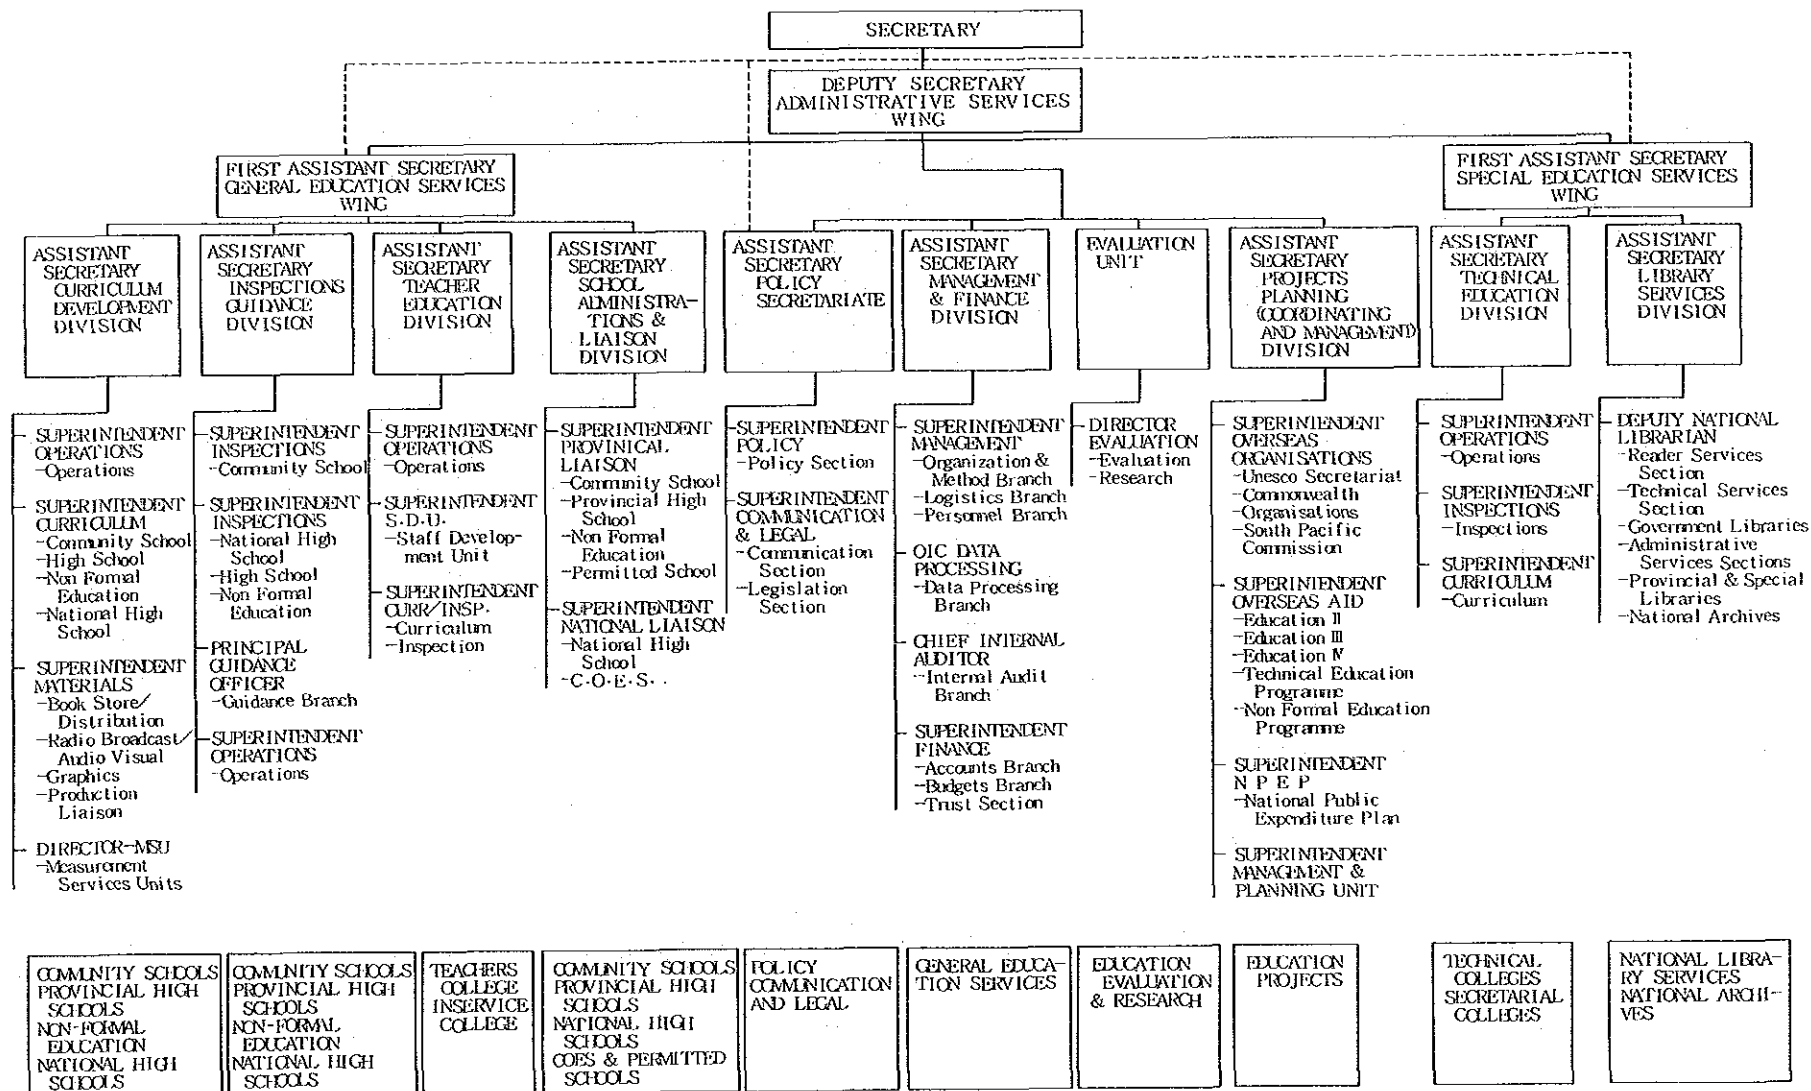 SECRETARY
DEPUTY SECRETARY
ADMINISTRATIVE SERVICES
WING
FIRST ASSISTANT SECRETARY
GENERAL EDUCATION SERVICES
WING
FIRST ASSISTANT SECRETARY
SPECIAL EDUCATION SERVICES
WING
ASSISTANT
SECRETARY
CURRICULUM
DEVELOPMENT
DIVISION
ASSISTANT
SECRETARY
INSPECTIONS
GUIDANCE
DIVISION
ASSISTANT
SECRETARY
TEACHER
EDUCATION
DIVISION
ASSISTANT
SECRETARY
SCHOOL
ADMINISTRA-
TIONS &
LIAISON
DIVISION
ASSISTANT
SECRETARY
POLICY
SECRETARIATE
ASSISTANT
SECRETARY
MANAGEMENT
& FINANCE
DIVISION
EVALUATION
UNIT
ASSISTANT
SECRETARY
PROJECTS
PLANNING
(COORDINATING
AND MANAGEMENT)
DIVISION
ASSISTANT
SECRETARY
TECHNICAL
EDUCATION
DIVISION
ASSISTANT
SECRETARY
LIBRARY
SERVICES
DIVISION
SUPERINTENDENT
OPERATIONS
-Operations
SUPERINTENDENT
CURRICULUM
-Community School
-High School
-Non Formal
Education
-National High
School
SUPERINTENDENT
MATERIALS
-Book Store/
Distribution
-Radio Broadcast/
Audio Visual
-Graphics
-Production
Liaison
DIRECTOR-MSU
-Measurement
Services Units
SUPERINTENDENT
INSPECTIONS
-Community School
SUPERINTENDENT
INSPECTIONS
-National High
School
-High School
-Non Formal
Education
PRINCIPAL
GUIDANCE
OFFICER
-Guidance Branch
SUPERINTENDENT
OPERATIONS
-Operations
SUPERINTENDENT
OPERATIONS
-Operations
SUPERINTENDENT
S.D.U.
-Staff Develop-
ment Unit
SUPERINTENDENT
CURR/INSP.
-Curriculum
-Inspection
SUPERINTENDENT
PROVINICAL
LIAISON
-Community School
-Provincial High
School
-Non Formal
Education
-Permitted School
SUPERINTENDENT
NATIONAL LIAISON
-National High
School
-C.O.E.S.
SUPERINTENDENT
POLICY
-Policy Section
SUPERINTENDENT
COMMUNICATION
& LEGAL
-Communication
Section
-Legislation
Section
SUPERINTENDENT
MANAGEMENT
-Organization &
Method Branch
-Logistics Branch
-Personnel Branch
OIC DATA
PROCESSING
-Data Processing
Branch
CHIEF INTERNAL
AUDITOR
-Internal Audit
Branch
SUPERINTENDENT
FINANCE
-Accounts Branch
-Budgets Branch
-Trust Section
DIRECTOR
EVALUATION
-Evaluation
-Research
SUPERINTENDENT
OVERSEAS
ORGANISATIONS
-Unesco Secretariat
-Commonwealth
Organisations
-South Pacific
Commission
SUPERINTENDENT
OVERSEAS AID
-Education II
-Education III
-Education IV
-Technical Education
Programme
-Non Formal Education
Programme
SUPERINTENDENT
N P E P
-National Public
Expenditure Plan
SUPERINTENDENT
MANAGEMENT &
PLANNING UNIT
SUPERINTENDENT
OPERATIONS
-Operations
SUPERINTENDENT
INSPECTIONS
-Inspections
SUPERINTENDENT
CURRICULUM
-Curriculum
DEPUTY NATIONAL
LIBRARIAN
-Reader Services
Section
-Technical Services
Section
-Government Libraries
-Administrative
Services Sections
-Provincial & Special
Libraries
-National Archives
COMMUNITY SCHOOLS
PROVINCIAL HIGH
SCHOOLS
NON-FORMAL
EDUCATION
NATIONAL HIGH
SCHOOLS
COMMUNITY SCHOOLS
PROVINCIAL HIGH
SCHOOLS
NON-FORMAL
EDUCATION
NATIONAL HIGH
SCHOOLS
TEACHERS
COLLEGE
INSERVICE
COLLEGE
COMMUNITY SCHOOLS
PROVINCIAL HIGH
SCHOOLS
NATIONAL HIGH
SCHOOLS
COES & PERMITTED
SCHOOLS
POLICY
COMMUNICATION
AND LEGAL
GENERAL EDUCA-
TION SERVICES
EDUCATION
EVALUATION
& RESEARCH
EDUCATION
PROJECTS
TECHNICAL
COLLEGES
SECRETARIAL
COLLEGES
NATIONAL LIBRA-
RY SERVICES
NATIONAL ARCHI-
VES